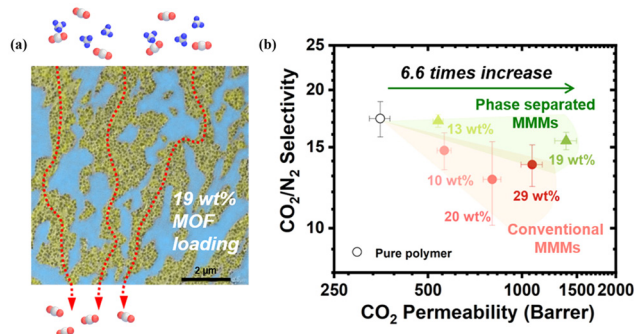 (a)
19 wt%
MOF
loading
2 μm
(b)
CO2/N2 Selectivity
25
20
15
10
6.6 times increase
Phase separated
MMMs
13 wt%
19 wt%
10 wt%
29 wt%
20 wt%
Conventional
MMMs
Pure polymer
250
500
1000
1500
2000
CO2 Permeability (Barrer)